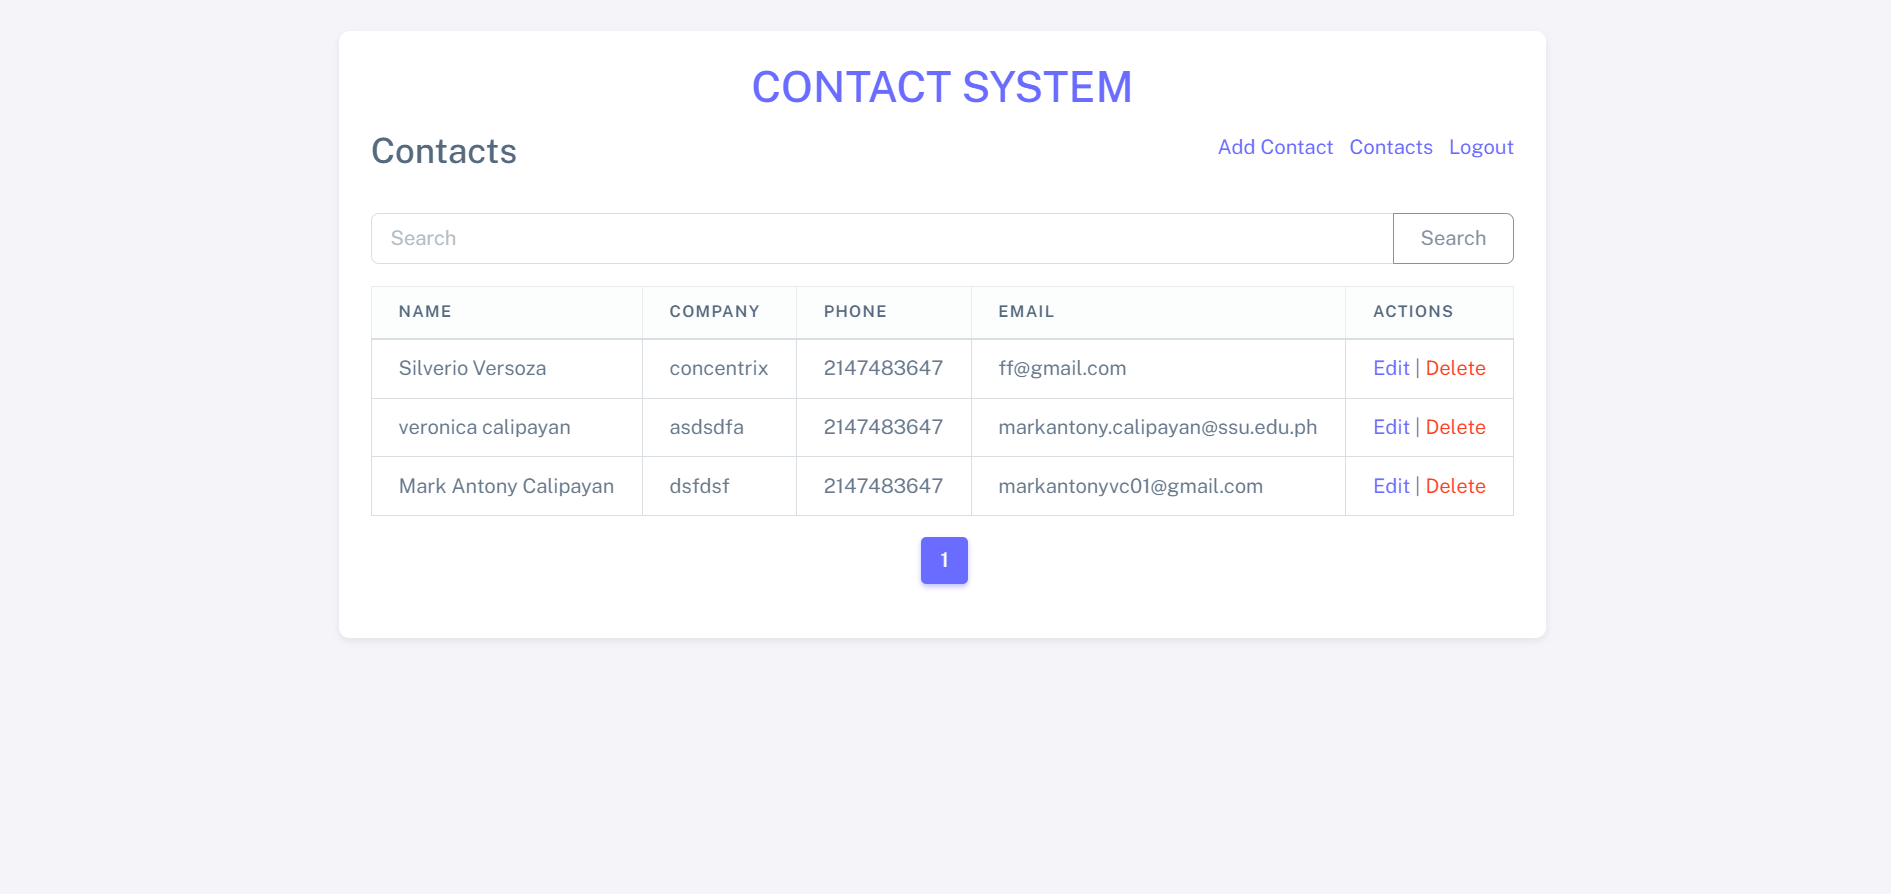 CONTACT SYSTEM
Contacts
Add Contact Contacts Logout
Search Search
NAME COMPANY PHONE EMAIL ACTIONS
Silverio Versoza concentrix 2147483647 ff@gmail.com Edit | Delete
veronica calipayan asdsdfa 2147483647 markantony.calipayan@ssu.edu.ph Edit | Delete
Mark Antony Calipayan dsfdsf 2147483647 markantonyvc01@gmail.com Edit | Delete
1